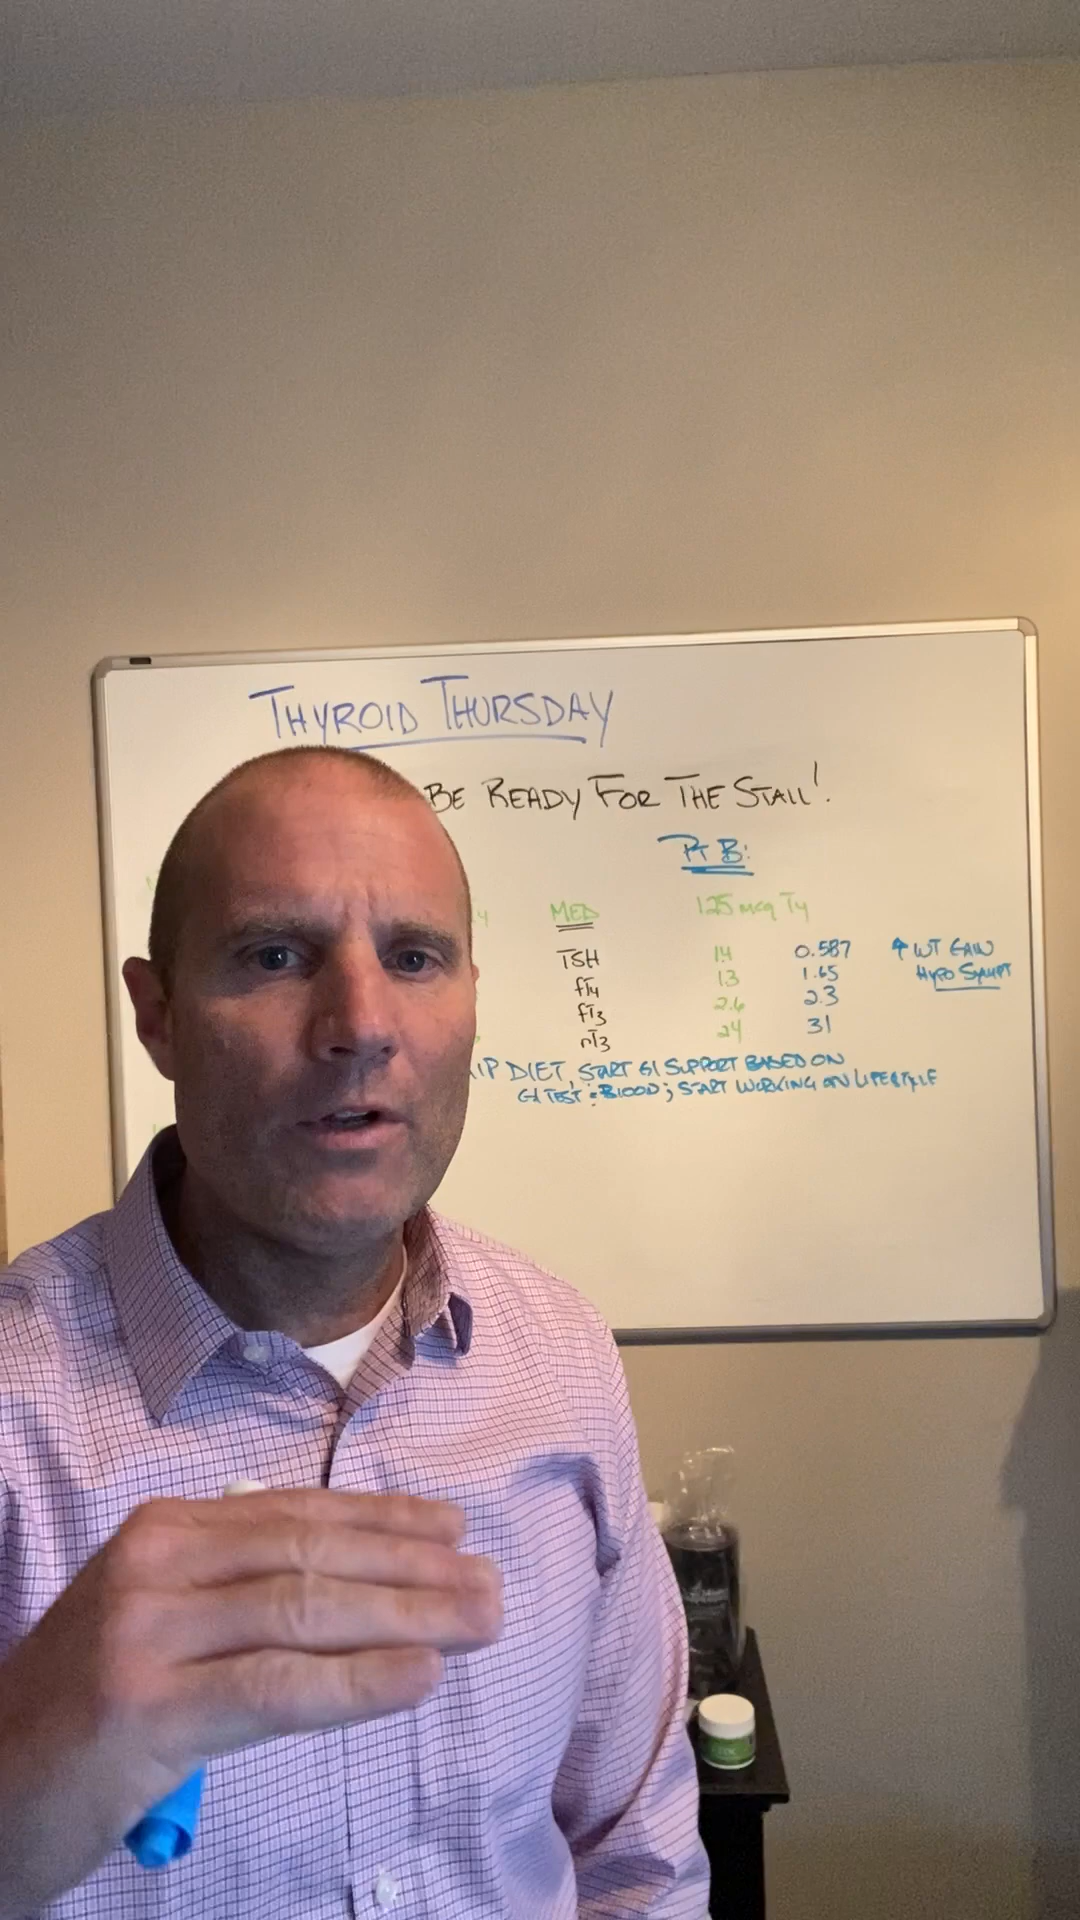 THYROID THURSDAY
BE READY FOR THE STALL!
PT B:
MED 125 mcg T4
TSH 1.4 0.587 ↑ WT GAIN
fT4 1.3 1.65 HYPO SYMPT
fT3 2.6 2.3
rT3 24 31
DIET, START GI SUPPORT BASED ON
GI TEST : BLOOD; START WORKING ON LIFESTYLE